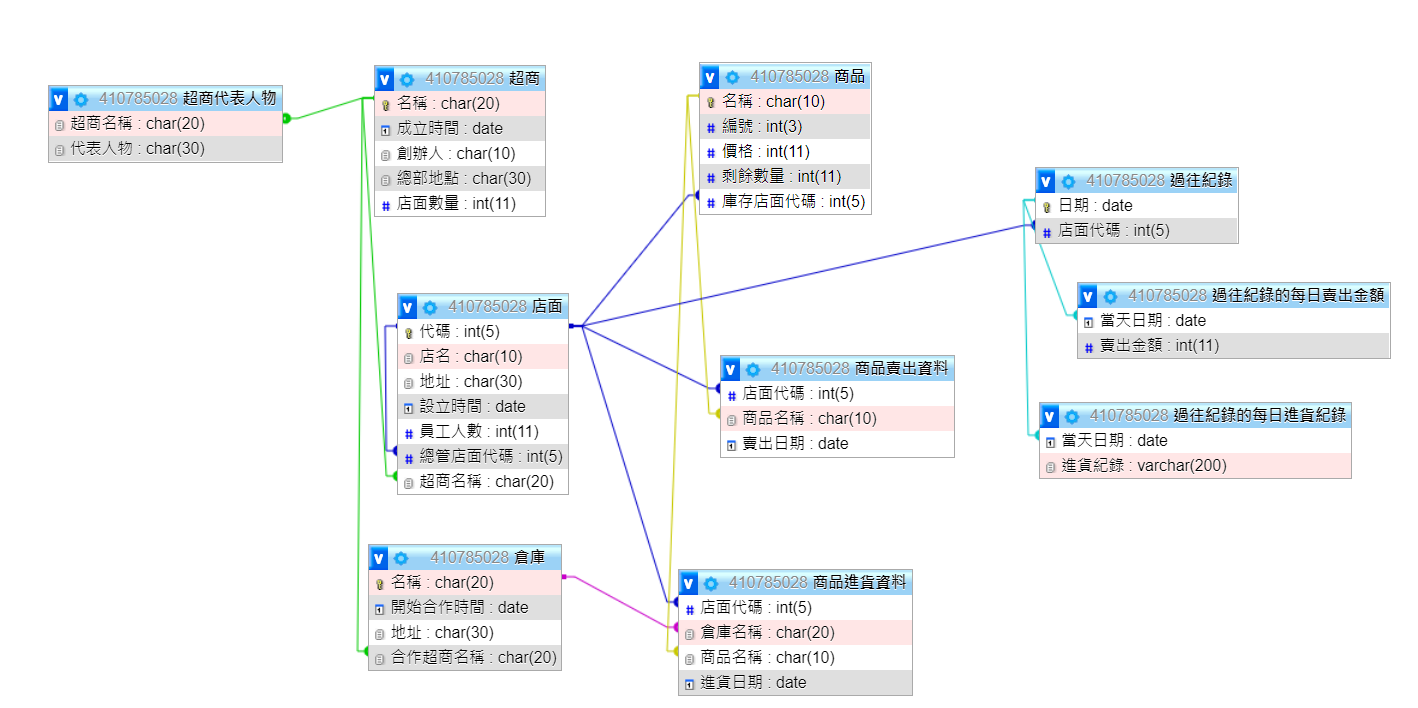 410785028 超商代表人物
超商名稱 : char(20)
代表人物 : char(30)
410785028 超商
名稱 : char(20)
成立時間 : date
創辦人 : char(10)
總部地點 : char(30)
店面數量 : int(11)
410785028 商品
名稱 : char(10)
編號 : int(3)
價格 : int(11)
剩餘數量 : int(11)
庫存店面代碼 : int(5)
410785028 過往紀錄
日期 : date
店面代碼 : int(5)
410785028 過往紀錄的每日賣出金額
當天日期 : date
賣出金額 : int(11)
410785028 店面
代碼 : int(5)
店名 : char(10)
地址 : char(30)
設立時間 : date
員工人數 : int(11)
總管店面代碼 : int(5)
超商名稱 : char(20)
410785028 商品賣出資料
店面代碼 : int(5)
商品名稱 : char(10)
賣出日期 : date
410785028 過往紀錄的每日進貨紀錄
當天日期 : date
進貨紀錄 : varchar(200)
410785028 倉庫
名稱 : char(20)
開始合作時間 : date
地址 : char(30)
合作超商名稱 : char(20)
410785028 商品進貨資料
店面代碼 : int(5)
倉庫名稱 : char(20)
商品名稱 : char(10)
進貨日期 : date